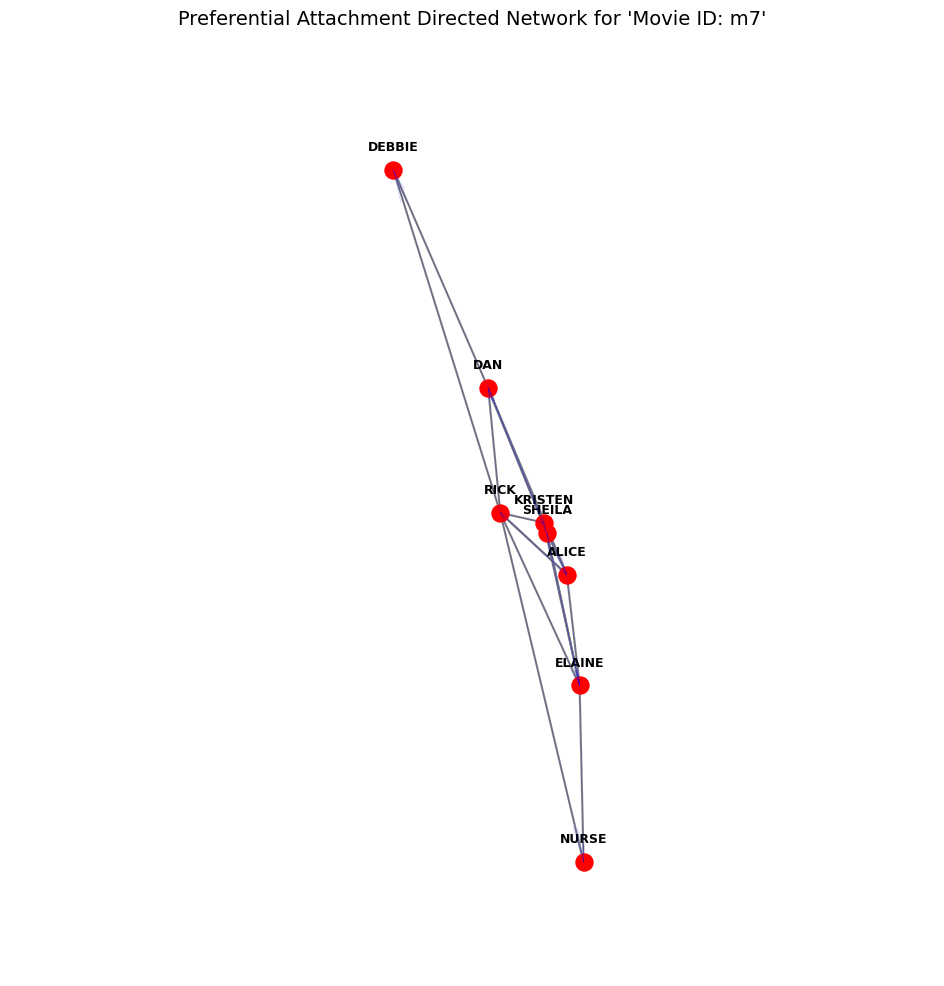 Preferential Attachment Directed Network for 'Movie ID: m7'
DEBBIE
DAN
RICK
KRISTEN
SHEILA
ALICE
ELAINE
NURSE